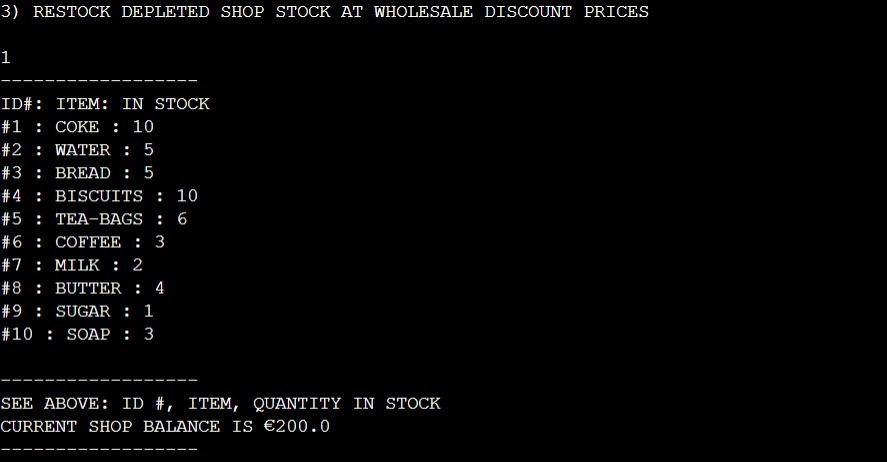 3) RESTOCK DEPLETED SHOP STOCK AT WHOLESALE DISCOUNT PRICES
1
------------------
ID#: ITEM: IN STOCK
#1 : COKE : 10
#2 : WATER : 5
#3 : BREAD : 5
#4 : BISCUITS : 10
#5 : TEA-BAGS : 6
#6 : COFFEE : 3
#7 : MILK : 2
#8 : BUTTER : 4
#9 : SUGAR : 1
#10 : SOAP : 3
------------------
SEE ABOVE: ID #, ITEM, QUANTITY IN STOCK
CURRENT SHOP BALANCE IS €200.0
------------------